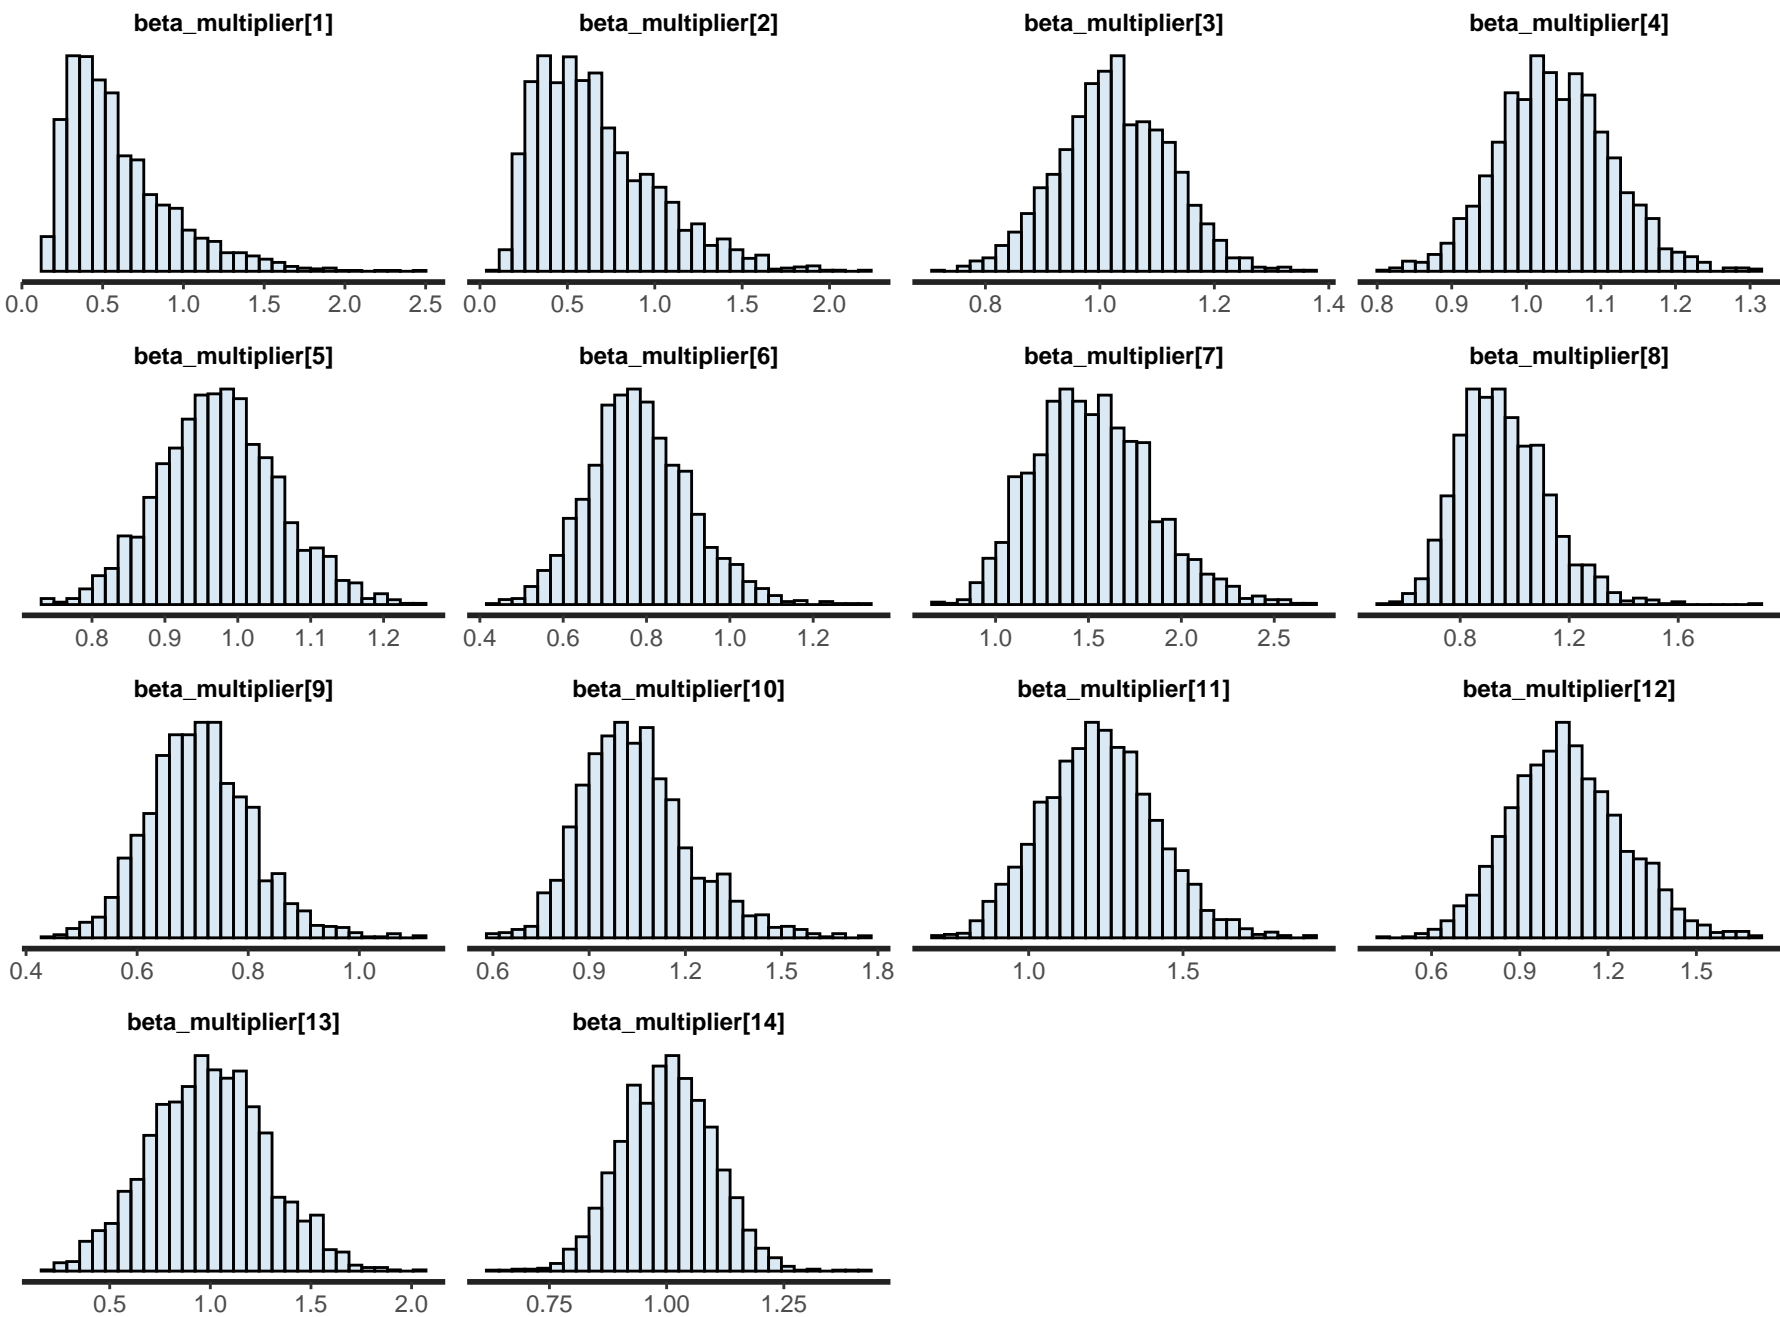 beta_multiplier[1] beta_multiplier[2] beta_multiplier[3] beta_multiplier[4]
0.0 0.5 1.0 1.5 2.0 2.5 0.0 0.5 1.0 1.5 2.0 0.8 1.0 1.2 1.4 0.8 0.9 1.0 1.1 1.2 1.3
beta_multiplier[5] beta_multiplier[6] beta_multiplier[7] beta_multiplier[8]
0.8 0.9 1.0 1.1 1.2 0.4 0.6 0.8 1.0 1.2 1.0 1.5 2.0 2.5 0.8 1.2 1.6
beta_multiplier[9] beta_multiplier[10] beta_multiplier[11] beta_multiplier[12]
0.4 0.6 0.8 1.0 0.6 0.9 1.2 1.5 1.8 1.0 1.5 0.6 0.9 1.2 1.5
beta_multiplier[13] beta_multiplier[14]
0.5 1.0 1.5 2.0 0.75 1.00 1.25